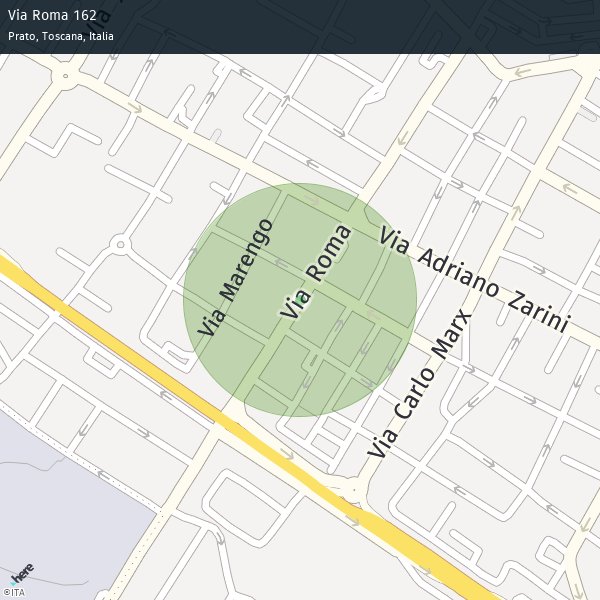 Via Roma 162
Prato, Toscana, Italia
Via Marengo
Via Roma
Via Adriano Zarini
Via Carlo Marx
here
©ITA